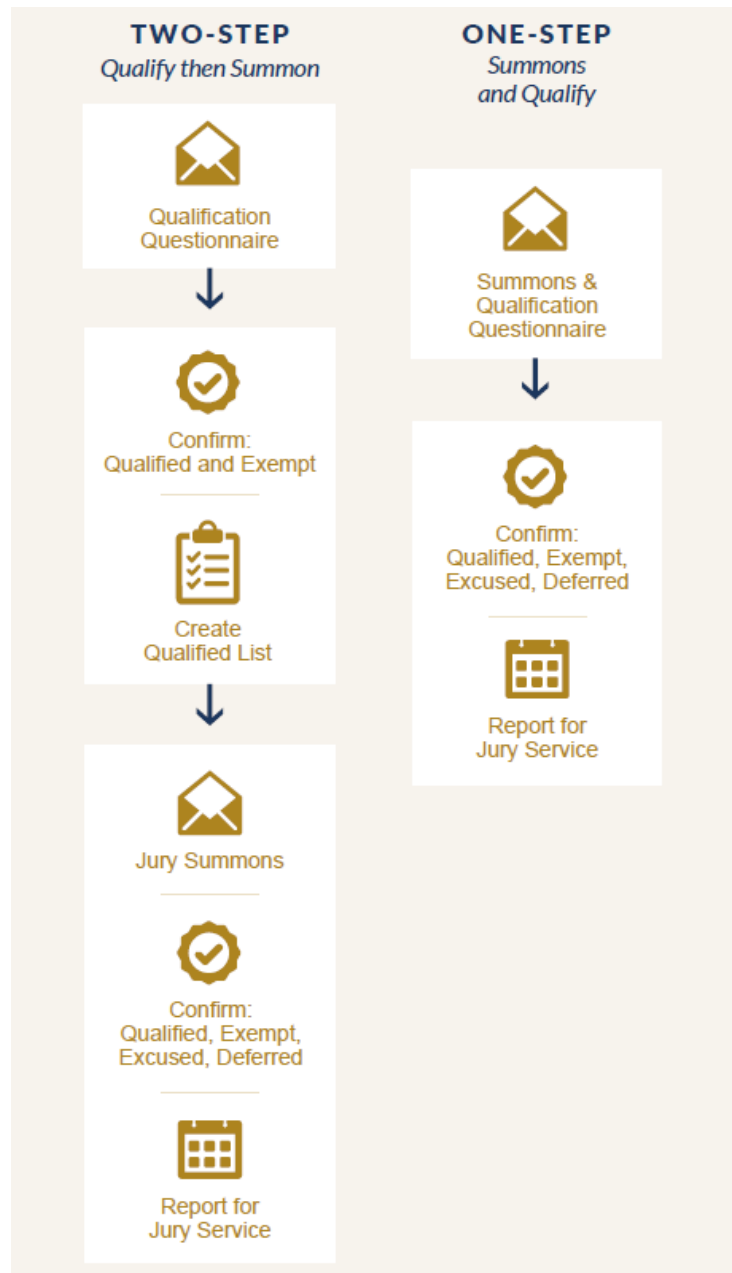 TWO-STEP
Qualify then Summon
Qualification
Questionnaire
Confirm:
Qualified and Exempt
Create
Qualified List
Jury Summons
Confirm:
Qualified, Exempt,
Excused, Deferred
Report for
Jury Service
ONE-STEP
Summons
and Qualify
Summons &
Qualification
Questionnaire
Confirm:
Qualified, Exempt,
Excused, Deferred
Report for
Jury Service